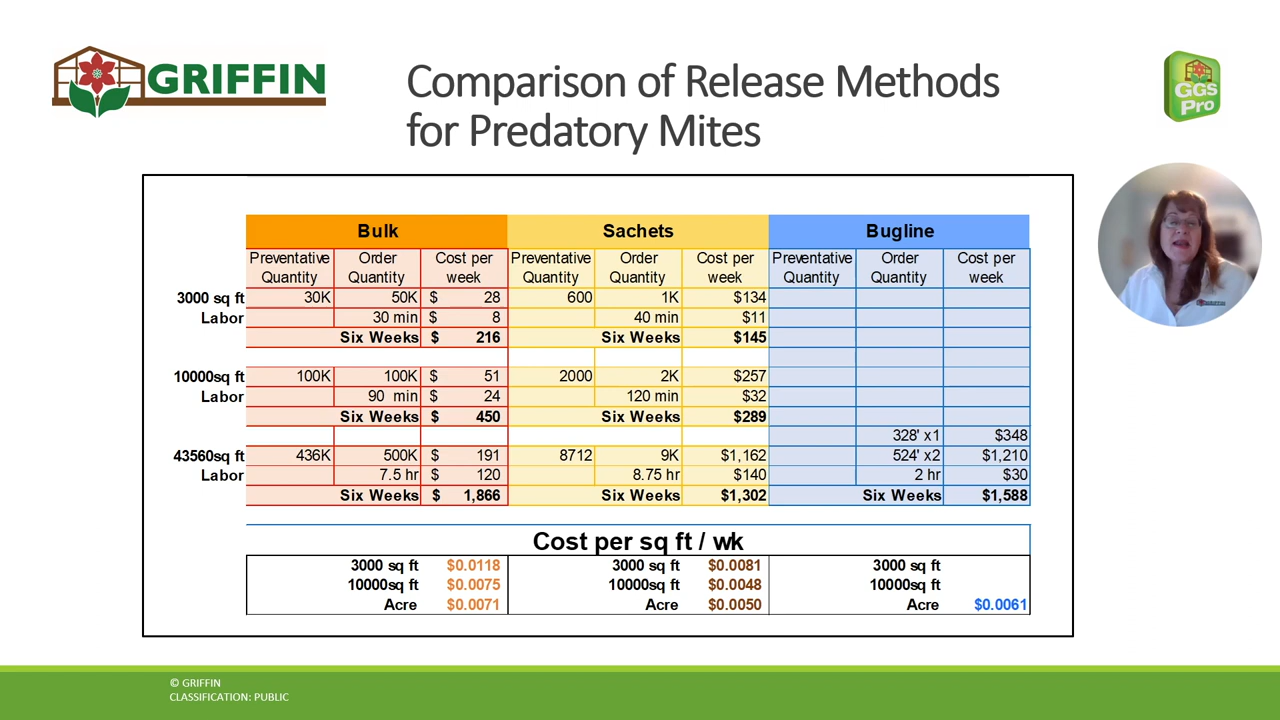 GRIFFIN
Comparison of Release Methods
for Predatory Mites
GGs
Pro
Bulk Sachets Bugline
Preventative Quantity Order Quantity Cost per week Preventative Quantity Order Quantity Cost per week Preventative Quantity Order Quantity Cost per week
3000 sq ft 30K 50K $ 28 600 1K $134
Labor 30 min $ 8 40 min $11
Six Weeks $ 216 Six Weeks $145
10000sq ft 100K 100K $ 51 2000 2K $257
Labor 90 min $ 24 120 min $32
Six Weeks $ 450 Six Weeks $289
328' x1 $348
43560sq ft 436K 500K $ 191 8712 9K $1,162 524' x2 $1,210
Labor 7.5 hr $ 120 8.75 hr $140 2 hr $30
Six Weeks $ 1,866 Six Weeks $1,302 Six Weeks $1,588
Cost per sq ft / wk
3000 sq ft $0.0118 3000 sq ft $0.0081 3000 sq ft
10000sq ft $0.0075 10000sq ft $0.0048 10000sq ft
Acre $0.0071 Acre $0.0050 Acre $0.0061
© GRIFFIN
CLASSIFICATION: PUBLIC